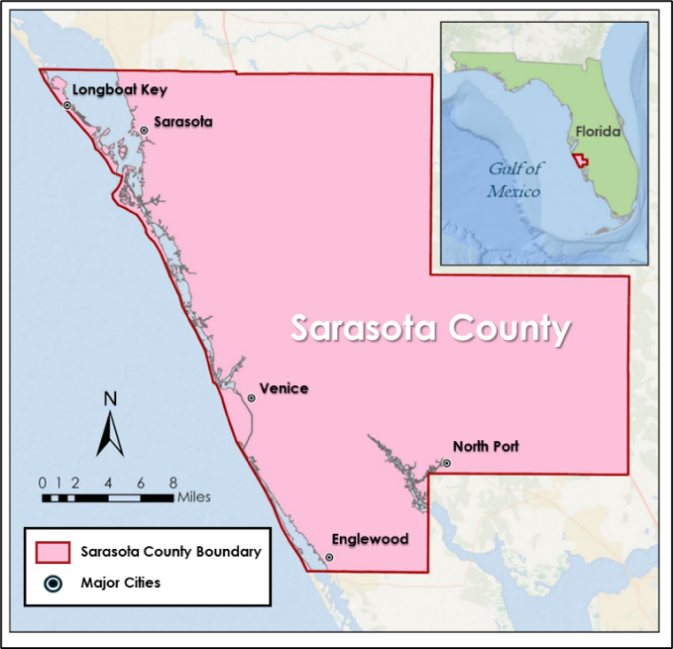 Longboat Key
Sarasota
Florida
Gulf of
Mexico
Sarasota County
Venice
N
North Port
0 1 2 4 6 8
Miles
Englewood
Sarasota County Boundary
Major Cities